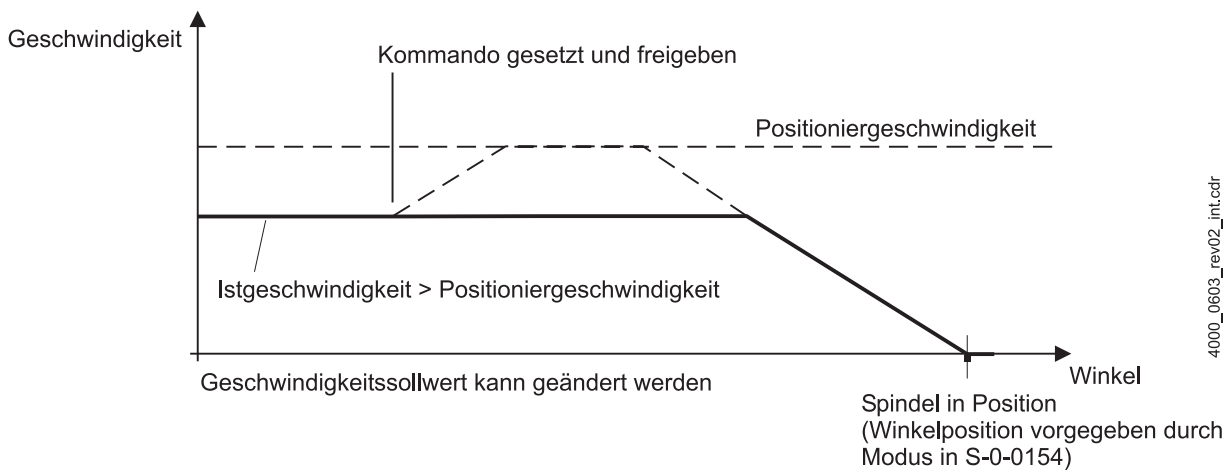 Geschwindigkeit
Kommando gesetzt und freigeben
Positioniergeschwindigkeit
Istgeschwindigkeit > Positioniergeschwindigkeit
Geschwindigkeitssollwert kann geändert werden
Winkel
Spindel in Position
(Winkelposition vorgegeben durch
Modus in S-0-0154)
4000_0603_rev02_int.cdr